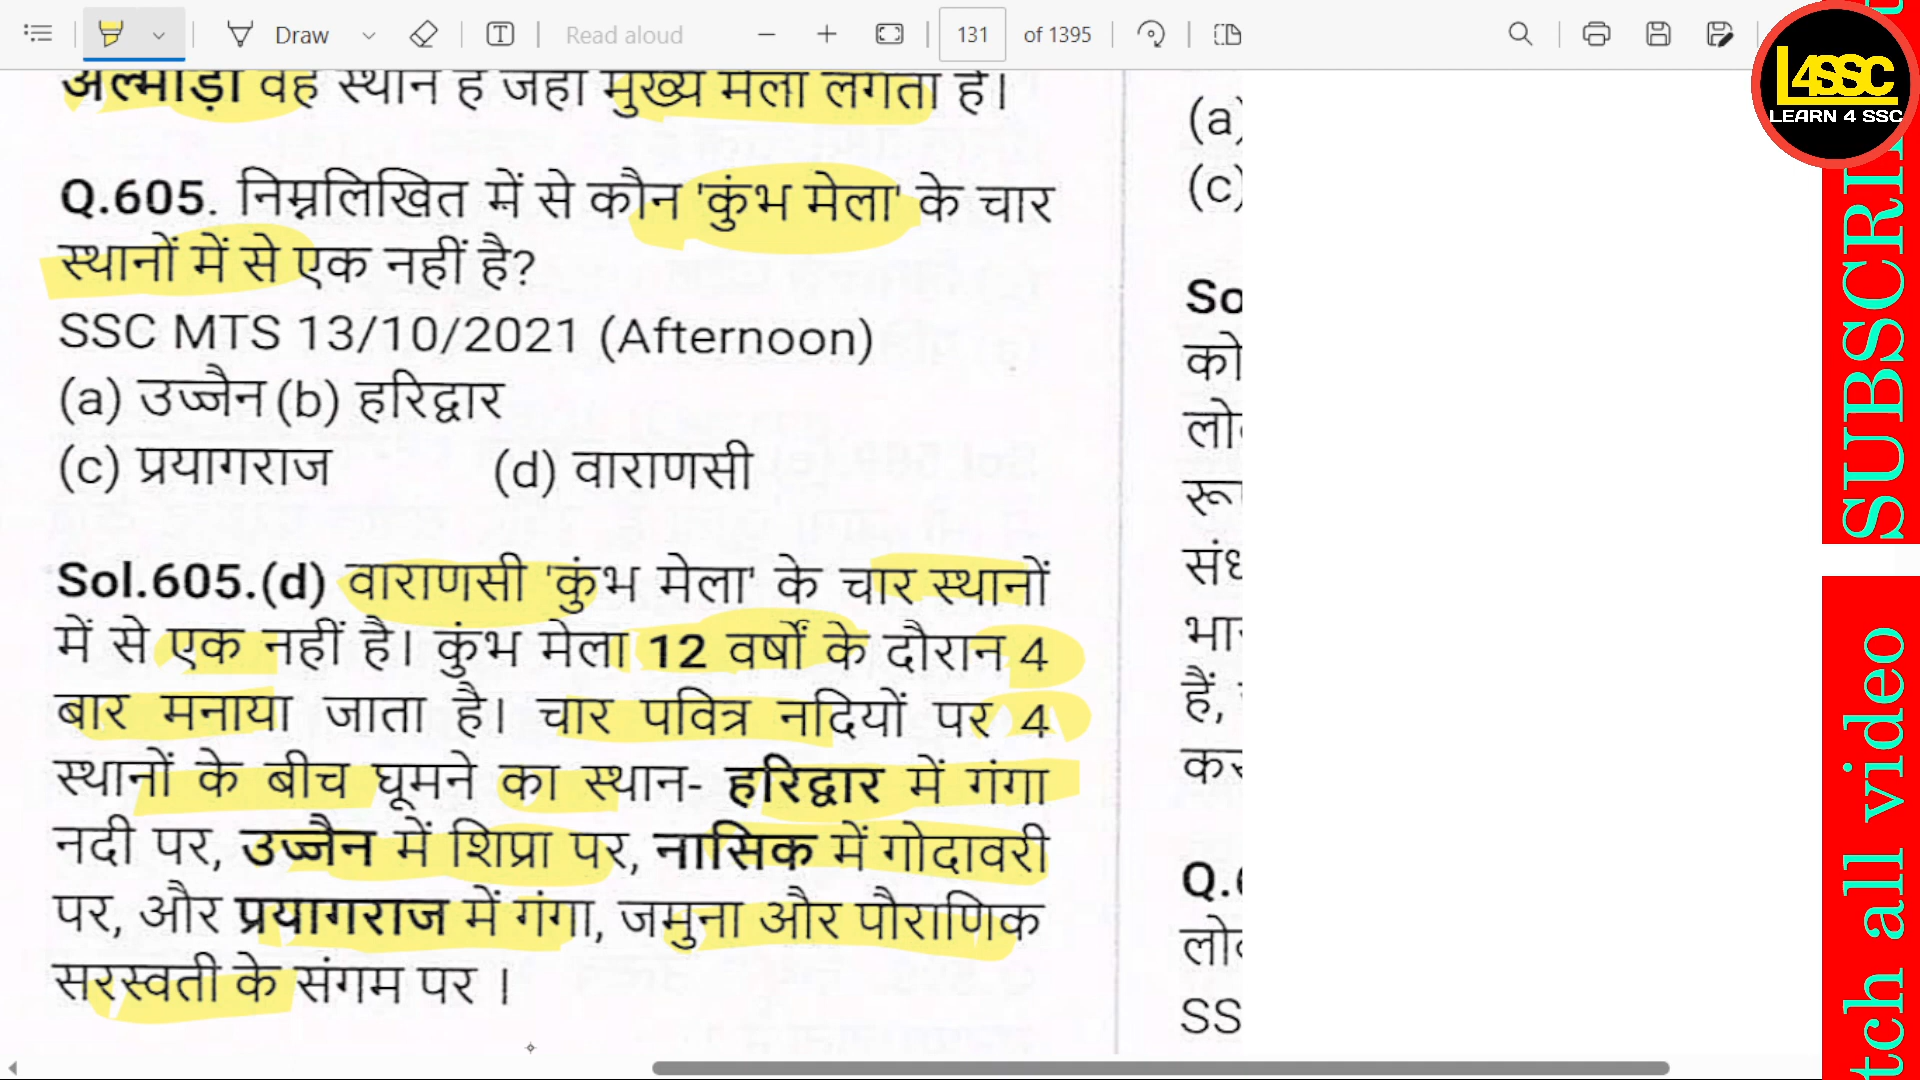 Draw
Read aloud
131
of 1395
L4SSC
LEARN 4 SSC
अल्मोड़ा वह स्थान है जहां मुख्य मेला लगता है।
Q.605. निम्नलिखित में से कौन 'कुंभ मेला' के चार
स्थानों में से एक नहीं है?
SSC MTS 13/10/2021 (Afternoon)
(a) उज्जैन (b) हरिद्वार
(c) प्रयागराज (d) वाराणसी
Sol.605.(d) वाराणसी 'कुंभ मेला' के चार स्थानों
में से एक नहीं है। कुंभ मेला 12 वर्षों के दौरान 4
बार मनाया जाता है। चार पवित्र नदियों पर 4
स्थानों के बीच घूमने का स्थान- हरिद्वार में गंगा
नदी पर, उज्जैन में शिप्रा पर, नासिक में गोदावरी
पर, और प्रयागराज में गंगा, जमुना और पौराणिक
सरस्वती के संगम पर ।
(a)
(c)
So
को
लो
रू
संध
भा
हैं,
कर
Q.6
लो
SS
SUBSCRI
tch all video